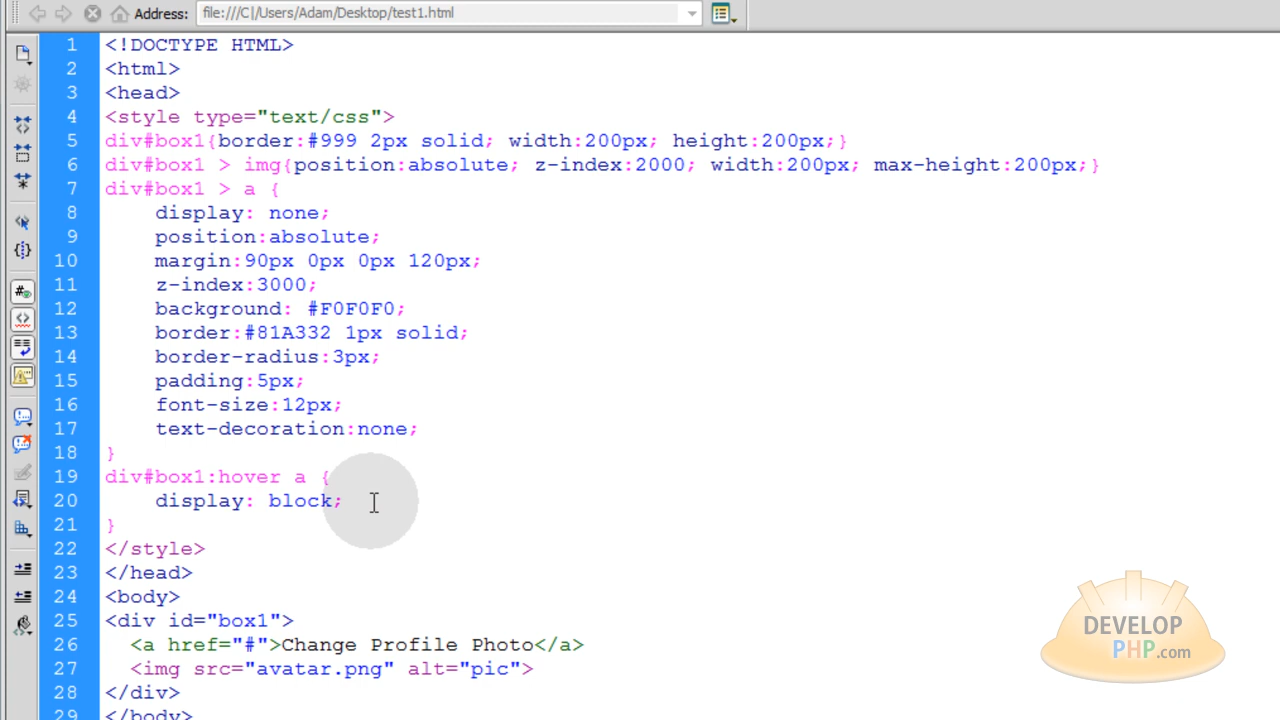 Address: file:///C|/Users/Adam/Desktop/test1.html
1 <!DOCTYPE HTML>
2 <html>
3 <head>
4 <style type="text/css">
5 div#box1{border:#999 2px solid; width:200px; height:200px;}
6 div#box1 > img{position:absolute; z-index:2000; width:200px; max-height:200px;}
7 div#box1 > a {
8 display: none;
9 position:absolute;
10 margin:90px 0px 0px 120px;
11 z-index:3000;
12 background: #F0F0F0;
13 border:#81A332 1px solid;
14 border-radius:3px;
15 padding:5px;
16 font-size:12px;
17 text-decoration:none;
18 }
19 div#box1:hover a {
20 display: block;
21 }
22 </style>
23 </head>
24 <body>
25 <div id="box1">
26 <a href="#">Change Profile Photo</a>
27 <img src="avatar.png" alt="pic">
28 </div>
29 </body>
DEVELOP
PHP.com